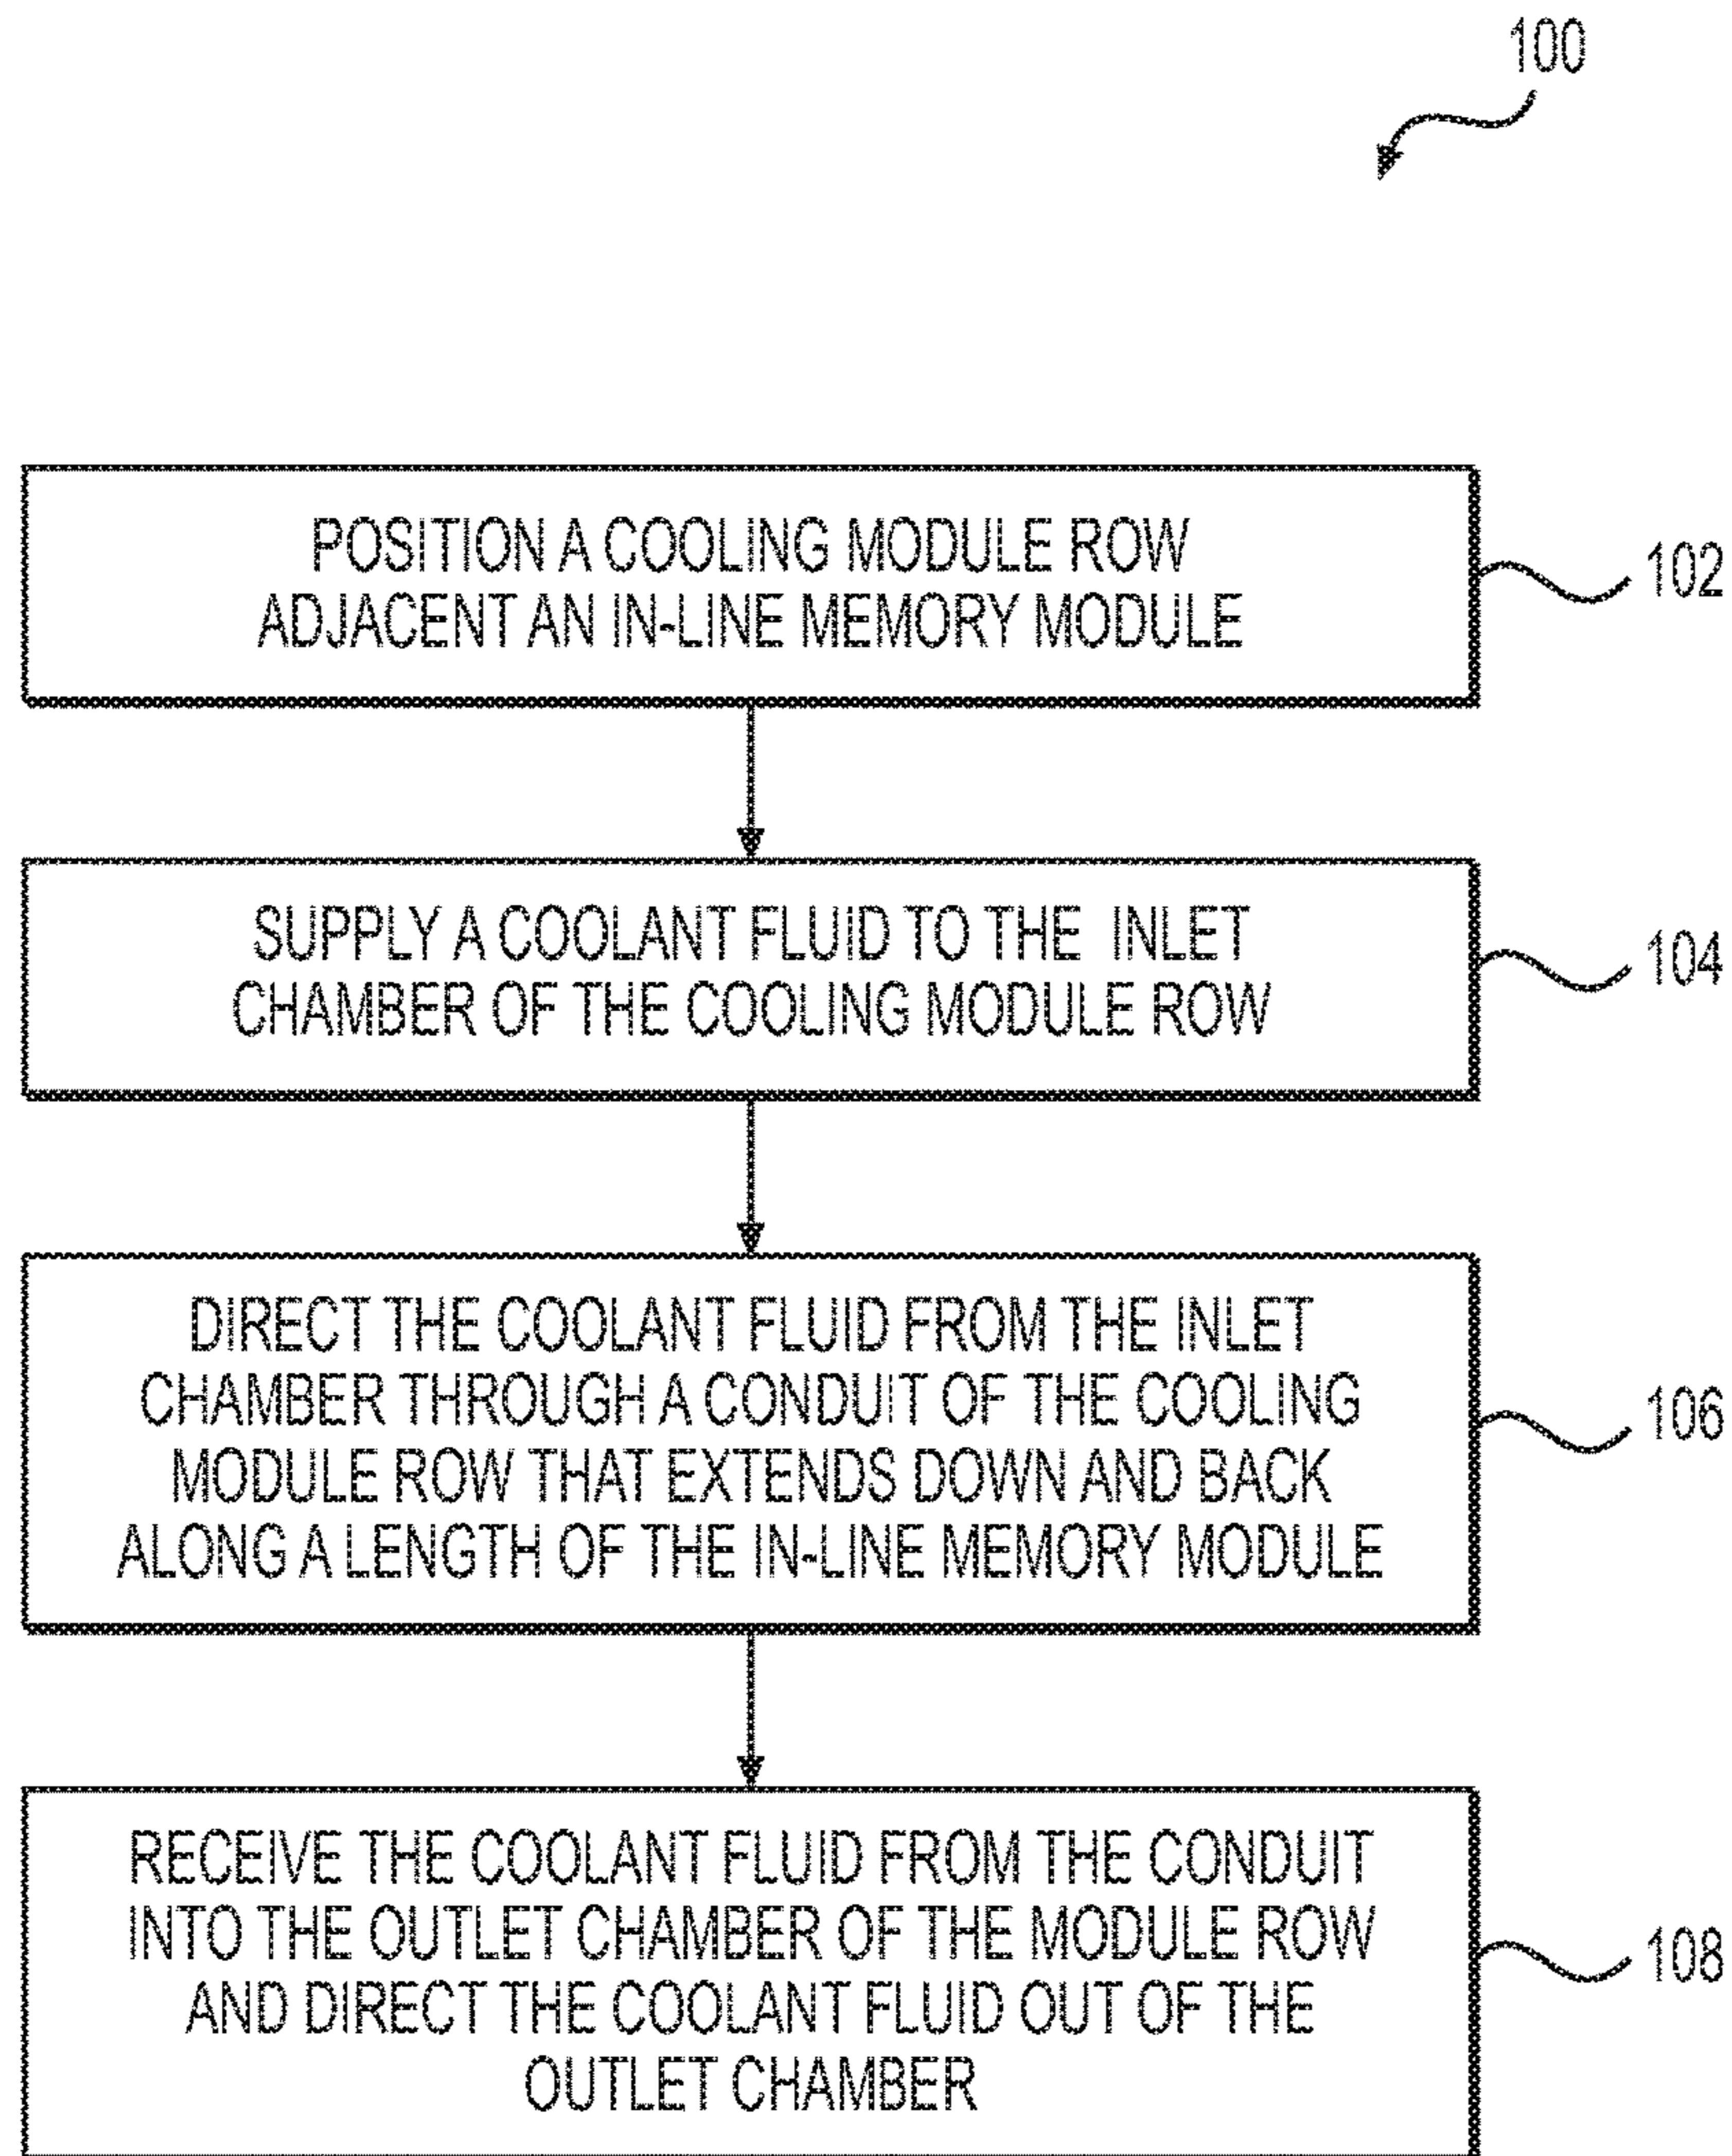 100
POSITION A COOLING MODULE ROW
ADJACENT AN IN-LINE MEMORY MODULE
102
SUPPLY A COOLANT FLUID TO THE INLET
CHAMBER OF THE COOLING MODULE ROW
104
DIRECT THE COOLANT FLUID FROM THE INLET
CHAMBER THROUGH A CONDUIT OF THE COOLING
MODULE ROW THAT EXTENDS DOWN AND BACK
ALONG A LENGTH OF THE IN-LINE MEMORY MODULE
106
RECEIVE THE COOLANT FLUID FROM THE CONDUIT
INTO THE OUTLET CHAMBER OF THE MODULE ROW
AND DIRECT THE COOLANT FLUID OUT OF THE
OUTLET CHAMBER
108